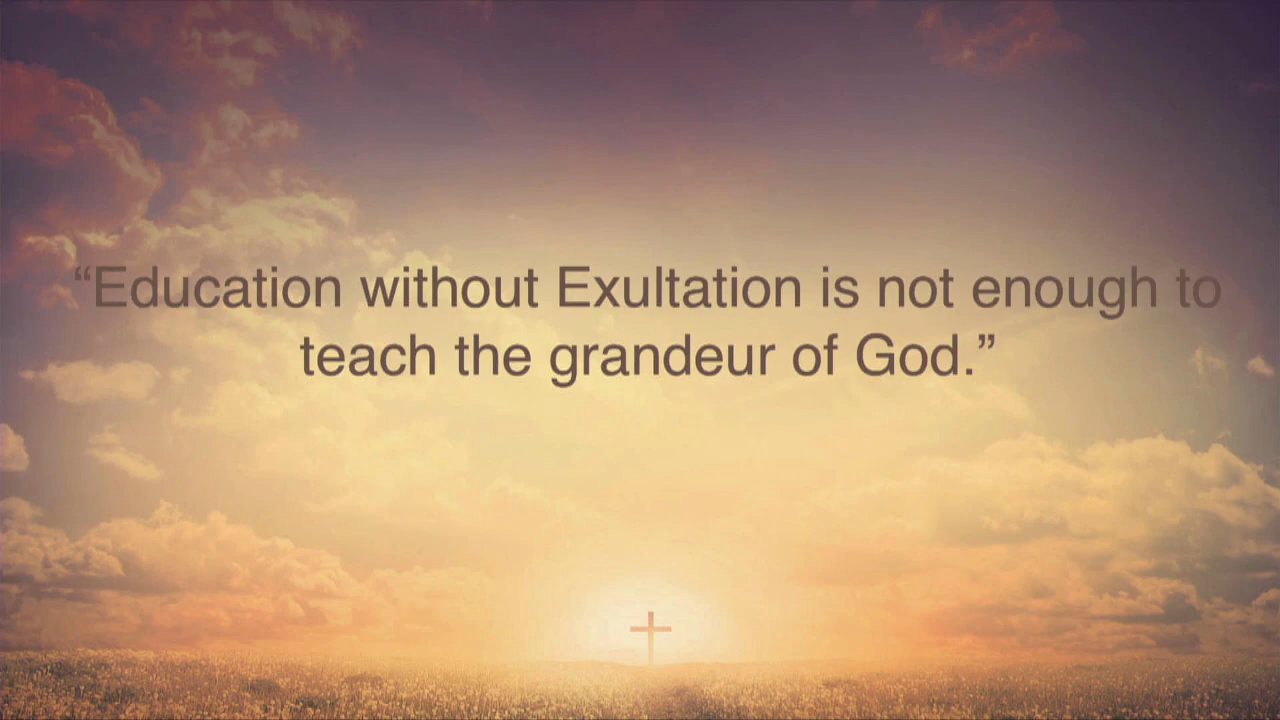 “Education without Exultation is not enough to
teach the grandeur of God.”